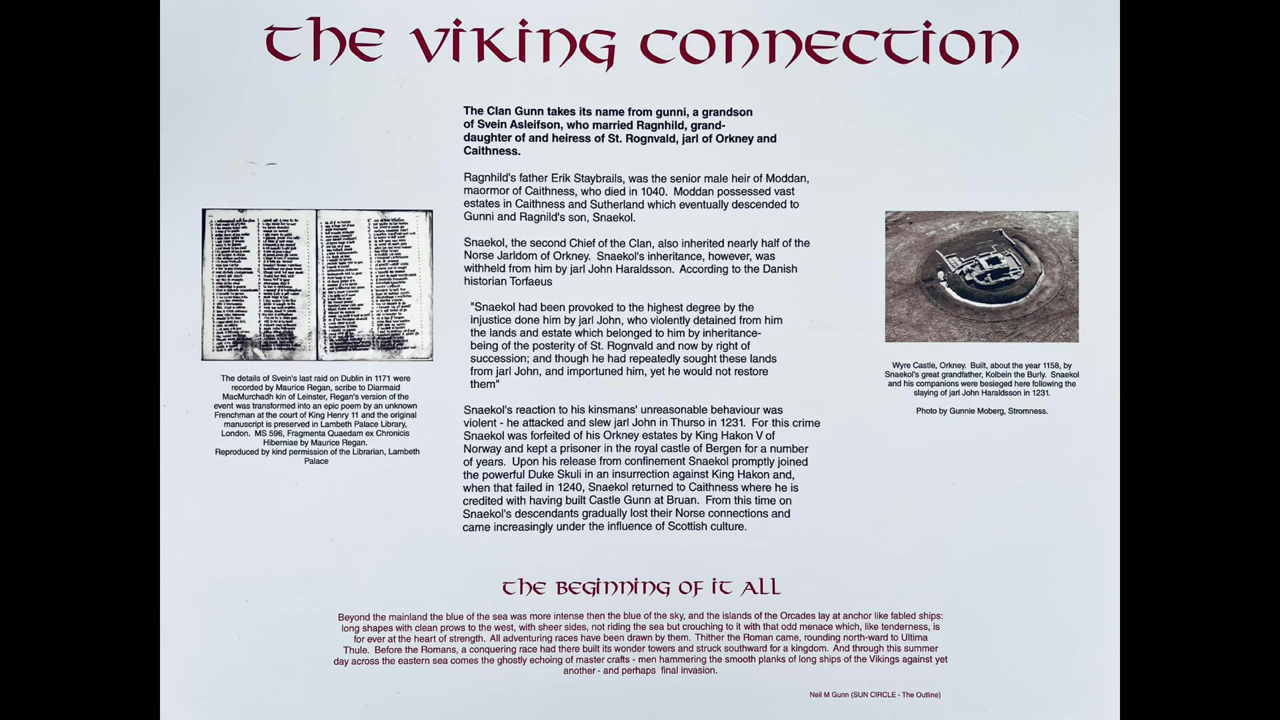 the viking connection
The Clan Gunn takes its name from gunni, a grandson
of Svein Asleifson, who married Ragnhild, grand-
daughter of and heiress of St. Rognvald, jarl of Orkney and
Caithness.
Ragnhild's father Erik Staybrails, was the senior male heir of Moddan,
maormor of Caithness, who died in 1040. Moddan possessed vast
estates in Caithness and Sutherland which eventually descended to
Gunni and Ragnild's son, Snaekol.
Snaekol, the second Chief of the Clan, also inherited nearly half of the
Norse Jarldom of Orkney. Snaekol's inheritance, however, was
withheld from him by jarl John Haraldsson. According to the Danish
historian Torfaeus
"Snaekol had been provoked to the highest degree by the
injustice done him by jarl John, who violently detained from him
the lands and estate which belonged to him by inheritance-
being of the posterity of St. Rognvald and now by right of
succession; and though he had repeatedly sought these lands
from jarl John, and importuned him, yet he would not restore
them"
Snaekol's reaction to his kinsmans' unreasonable behaviour was
violent - he attacked and slew jarl John in Thurso in 1231. For this crime
Snaekol was forfeited of his Orkney estates by King Hakon V of
Norway and kept a prisoner in the royal castle of Bergen for a number
of years. Upon his release from confinement Snaekol promptly joined
the powerful Duke Skuli in an insurrection against King Hakon and,
when that failed in 1240, Snaekol returned to Caithness where he is
credited with having built Castle Gunn at Bruan. From this time on
Snaekol's descendants gradually lost their Norse connections and
came increasingly under the influence of Scottish culture.
The details of Svein's last raid on Dublin in 1171 were
recorded by Maurice Regan, scribe to Diarmaid
MacMurchadh kin of Leinster, Regan's version of the
event was transformed into an epic poem by an unknown
Frenchman at the court of King Henry 11 and the original
manuscript is preserved in Lambeth Palace Library,
London. MS 596, Fragmenta Quaedam ex Chronicis
Hiberniae by Maurice Regan.
Reproduced by kind permission of the Librarian, Lambeth
Palace
Wyre Castle, Orkney. Built, about the year 1158, by
Snaekol's great grandfather, Kolbein the Burly. Snaekol
and his companions were besieged here following the
slaying of jarl John Haraldsson in 1231.
Photo by Gunnie Moberg, Stromness.
the beginning of it all
Beyond the mainland the blue of the sea was more intense then the blue of the sky, and the islands of the Orcades lay at anchor like fabled ships:
long shapes with clean prows to the west, with sheer sides, not riding the sea but crouching to it with that odd menace which, like tenderness, is
for ever at the heart of strength. All adventuring races have been drawn by them. Thither the Roman came, rounding north-ward to Ultima
Thule. Before the Romans, a conquering race had there built its wonder towers and struck southward for a kingdom. And through this summer
day across the eastern sea comes the ghostly echoing of master crafts - men hammering the smooth planks of long ships of the Vikings against yet
another - and perhaps final invasion.
Neil M Gunn (SUN CIRCLE - The Outline)